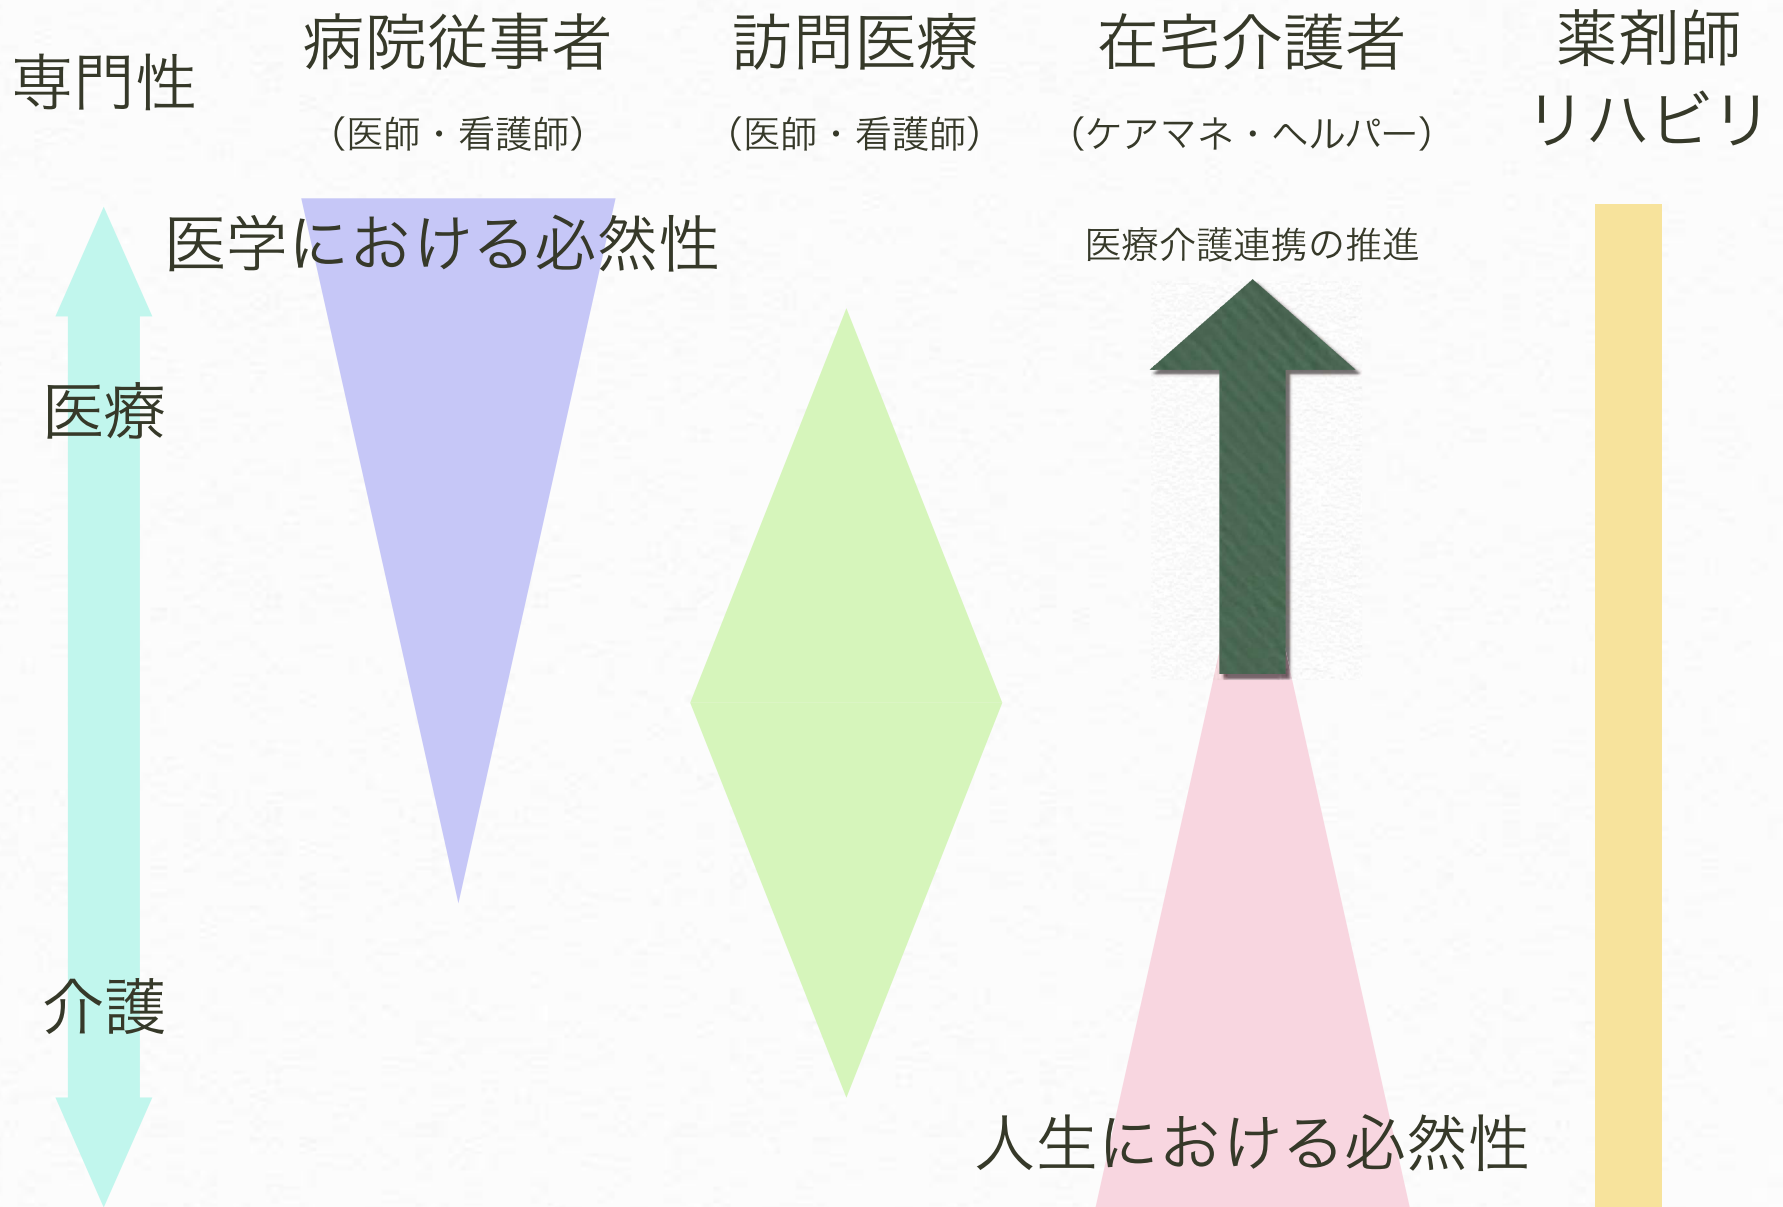 専門性
病院従事者
（医師・看護師）
訪問医療
（医師・看護師）
在宅介護者
（ケアマネ・ヘルパー）
薬剤師
リハビリ
医学における必然性
医療介護連携の推進
医療
介護
人生における必然性